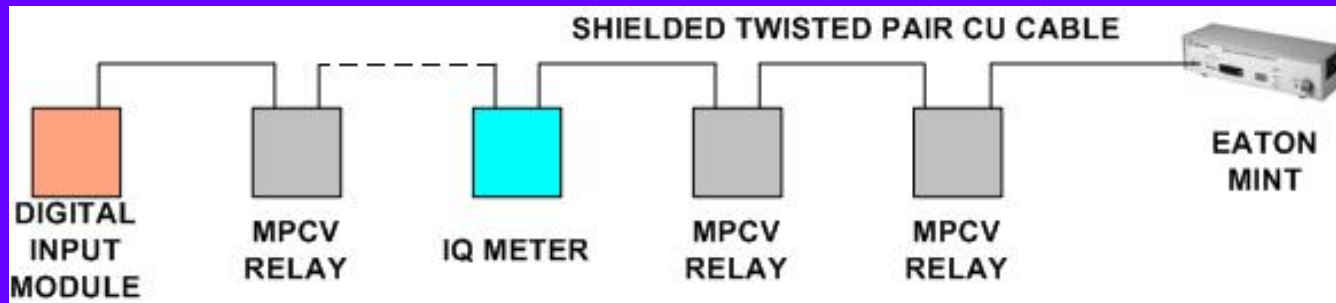 SHIELDED TWISTED PAIR CU CABLE
DIGITAL
INPUT
MODULE
MPCV
RELAY
IQ METER
MPCV
RELAY
MPCV
RELAY
EATON
MINT